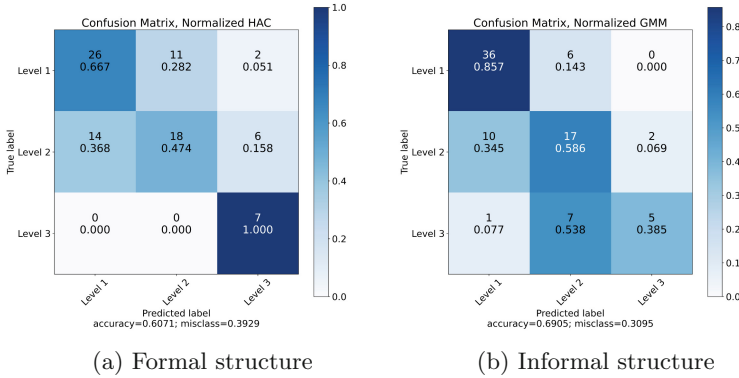 Confusion Matrix, Normalized HAC
1.0
0.8
0.6
0.4
0.2
0.0
True label
Level 1
Level 2
Level 3
26 11 2
0.667 0.282 0.051
14 18 6
0.368 0.474 0.158
0 0 7
0.000 0.000 1.000
Level 1 Level 2 Level 3
Predicted label
accuracy=0.6071; misclass=0.3929
(a) Formal structure
Confusion Matrix, Normalized GMM
0.8
0.7
0.6
0.5
0.4
0.3
0.2
0.1
0.0
True label
Level 1
Level 2
Level 3
36 6 0
0.857 0.143 0.000
10 17 2
0.345 0.586 0.069
1 7 5
0.077 0.538 0.385
Level 1 Level 2 Level 3
Predicted label
accuracy=0.6905; misclass=0.3095
(b) Informal structure